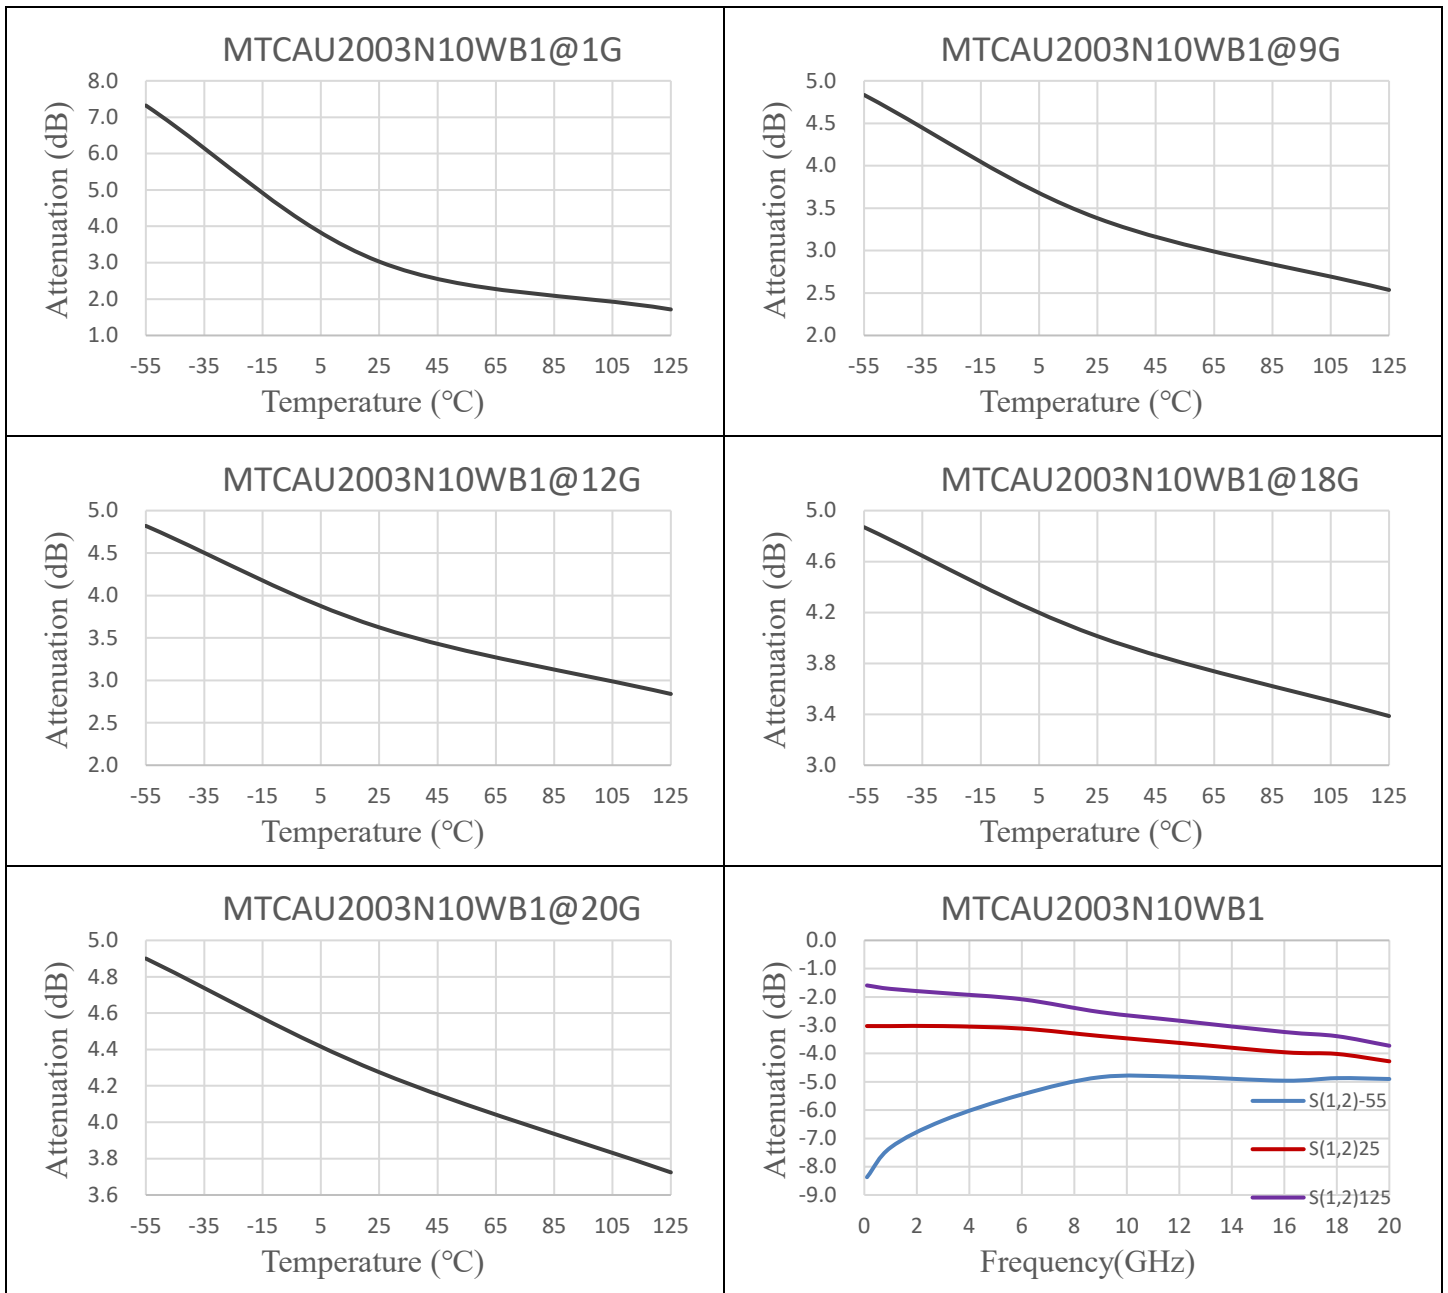 MTCAU2003N10WB1@1G
Attenuation (dB)
8.0
7.0
6.0
5.0
4.0
3.0
2.0
1.0
-55 -35 -15 5 25 45 65 85 105 125
Temperature (℃)
MTCAU2003N10WB1@9G
Attenuation (dB)
5.0
4.5
4.0
3.5
3.0
2.5
2.0
-55 -35 -15 5 25 45 65 85 105 125
Temperature (℃)
MTCAU2003N10WB1@12G
Attenuation (dB)
5.0
4.5
4.0
3.5
3.0
2.5
2.0
-55 -35 -15 5 25 45 65 85 105 125
Temperature (℃)
MTCAU2003N10WB1@18G
Attenuation (dB)
5.0
4.6
4.2
3.8
3.4
3.0
-55 -35 -15 5 25 45 65 85 105 125
Temperature (℃)
MTCAU2003N10WB1@20G
Attenuation (dB)
5.0
4.8
4.6
4.4
4.2
4.0
3.8
3.6
-55 -35 -15 5 25 45 65 85 105 125
Temperature (℃)
MTCAU2003N10WB1
Attenuation (dB)
0.0
-1.0
-2.0
-3.0
-4.0
-5.0
-6.0
-7.0
-8.0
-9.0
S(1,2)-55
S(1,2)25
S(1,2)125
0 2 4 6 8 10 12 14 16 18 20
Frequency(GHz)